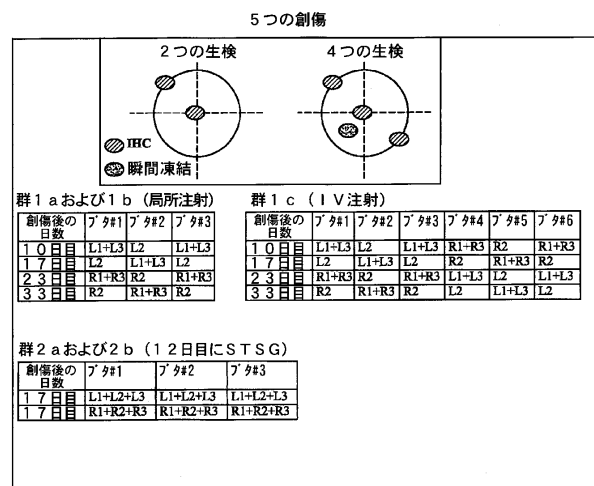 ５つの創傷
２つの生検 ４つの生検
IHC
瞬間凍結
群１ａおよび１ｂ（局所注射） 群１ｃ（ＩＶ注射）
創傷後の日数 ブタ#1 ブタ#2 ブタ#3
１０日目 L1+L3 L2 L1+L3
１７日目 L2 L1+L3 L2
２３日目 R1+R3 R2 R1+R3
３３日目 R2 R1+R3 R2
創傷後の日数 ブタ#1 ブタ#2 ブタ#3 ブタ#4 ブタ#5 ブタ#6
１０日目 L1+L3 L2 L1+L3 R1+R3 R2 R1+R3
１７日目 L2 L1+L3 L2 R2 R1+R3 R2
２３日目 R1+R3 R2 R1+R3 L1+L3 L2 L1+L3
３３日目 R2 R1+R3 R2 L2 L1+L3 L2
群２ａおよび２ｂ（１２日目にＳＴＳＧ）
創傷後の日数 ブタ#1 ブタ#2 ブタ#3
１７日目 L1+L2+L3 L1+L2+L3 L1+L2+L3
１７日目 R1+R2+R3 R1+R2+R3 R1+R2+R3